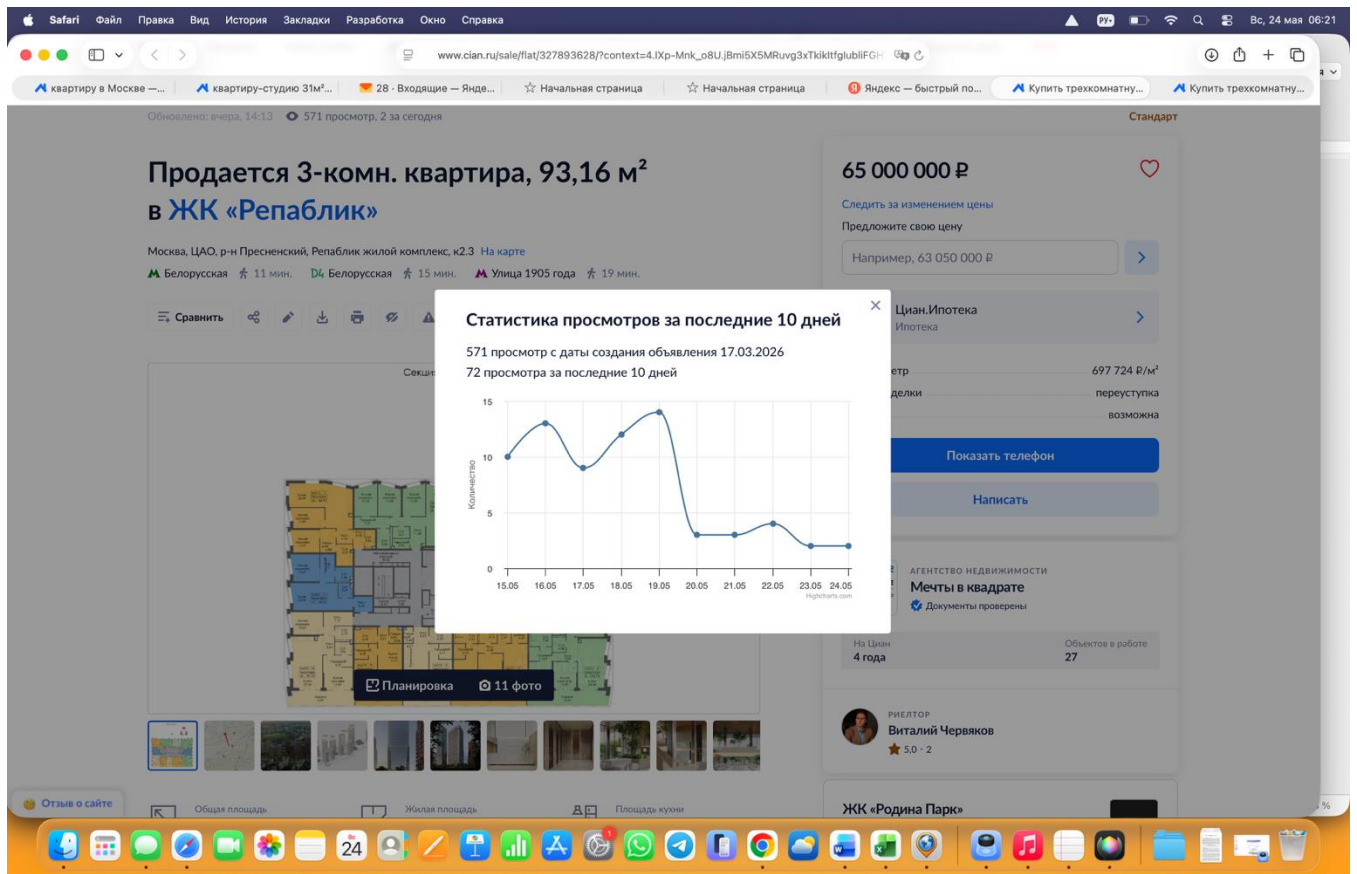 Safari Файл Правка Вид История Закладки Разработка Окно Справка
РУ Вс, 24 мая 06:21
www.cian.ru/sale/flat/327893628/?context=4.IXp-Mnk_o8U.jBmi5X5MRuvg3xTkikItfgIubliFGH
квартиру в Москве —...
квартиру-студию 31м²...
28 · Входящие — Янде...
Начальная страница
Начальная страница
Яндекс — быстрый по...
Купить трехкомнатну...
Купить трехкомнатну...
Обновлено: вчера, 14:13 571 просмотр, 2 за сегодня
Стандарт
Продается 3-комн. квартира, 93,16 м²
в ЖК «Репаблик»
Москва, ЦАО, р-н Пресненский, Репаблик жилой комплекс, к2.3 На карте
Белорусская 11 мин. D4 Белорусская 15 мин. Улица 1905 года 19 мин.
Сравнить
65 000 000 ₽
Следить за изменением цены
Предложите свою цену
Например, 63 050 000 ₽
Циан.Ипотека
Ипотека
етр 697 724 ₽/м²
делки переуступка
возможна
Показать телефон
Написать
Секци
Статистика просмотров за последние 10 дней
571 просмотр с даты создания объявления 17.03.2026
72 просмотра за последние 10 дней
Количество
15
10
5
0
15.05 16.05 17.05 18.05 19.05 20.05 21.05 22.05 23.05 24.05
Highcharts.com
АГЕНТСТВО НЕДВИЖИМОСТИ
Мечты в квадрате
Документы проверены
На Циан
4 года
Объектов в работе
27
Планировка 11 фото
РИЕЛТОР
Виталий Червяков
5,0 · 2
Отзыв о сайте
Общая площадь
Жилая площадь
Площадь кухни
ЖК «Родина Парк»
%
24
1